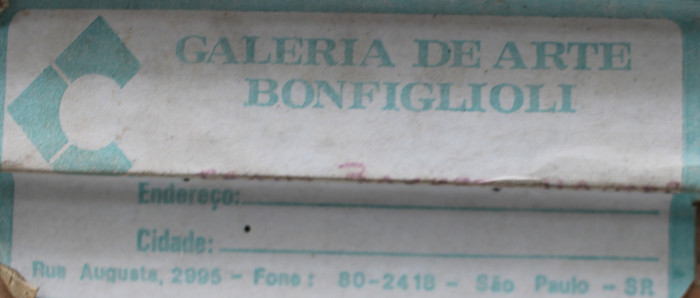 GALERIA DE ARTE
BONFIGLIOLI
Endereço:
Cidade:
Rua Augusta, 2995 - Fone: 80-2418 - São Paulo - SP